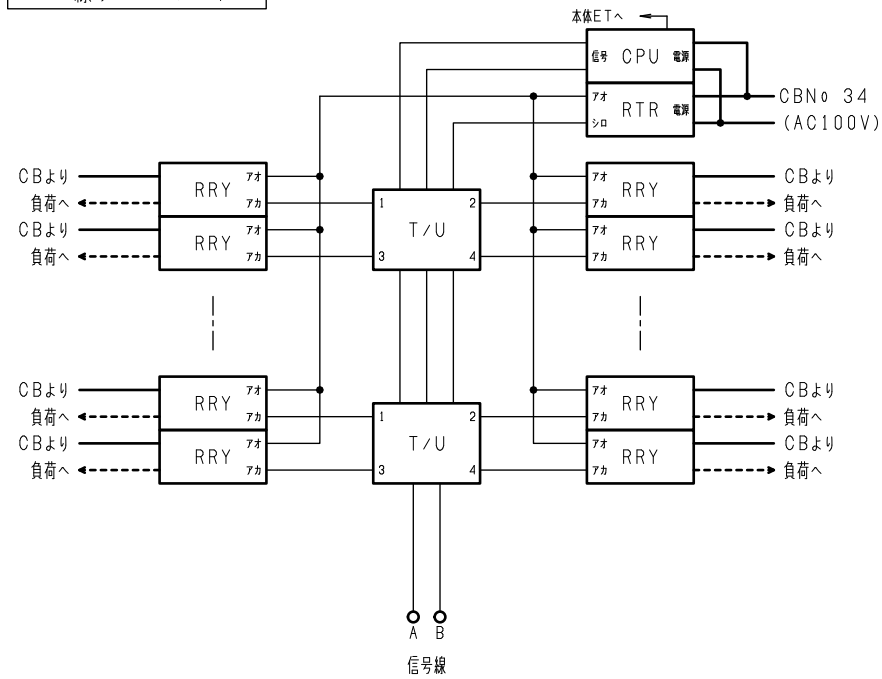 本体ETへ
信号 CPU 電源
アオ RTR 電源
シロ
CBNo 34
(AC100V)
CBより
負荷へ
RRY アオ
アカ
CBより
負荷へ
RRY アオ
アカ
1 2
T/U
3 4
アオ RRY
アカ
CBより
負荷へ
アオ RRY
アカ
CBより
負荷へ
CBより
負荷へ
RRY アオ
アカ
CBより
負荷へ
RRY アオ
アカ
1 2
T/U
3 4
アオ RRY
アカ
CBより
負荷へ
アオ RRY
アカ
CBより
負荷へ
A B
信号線